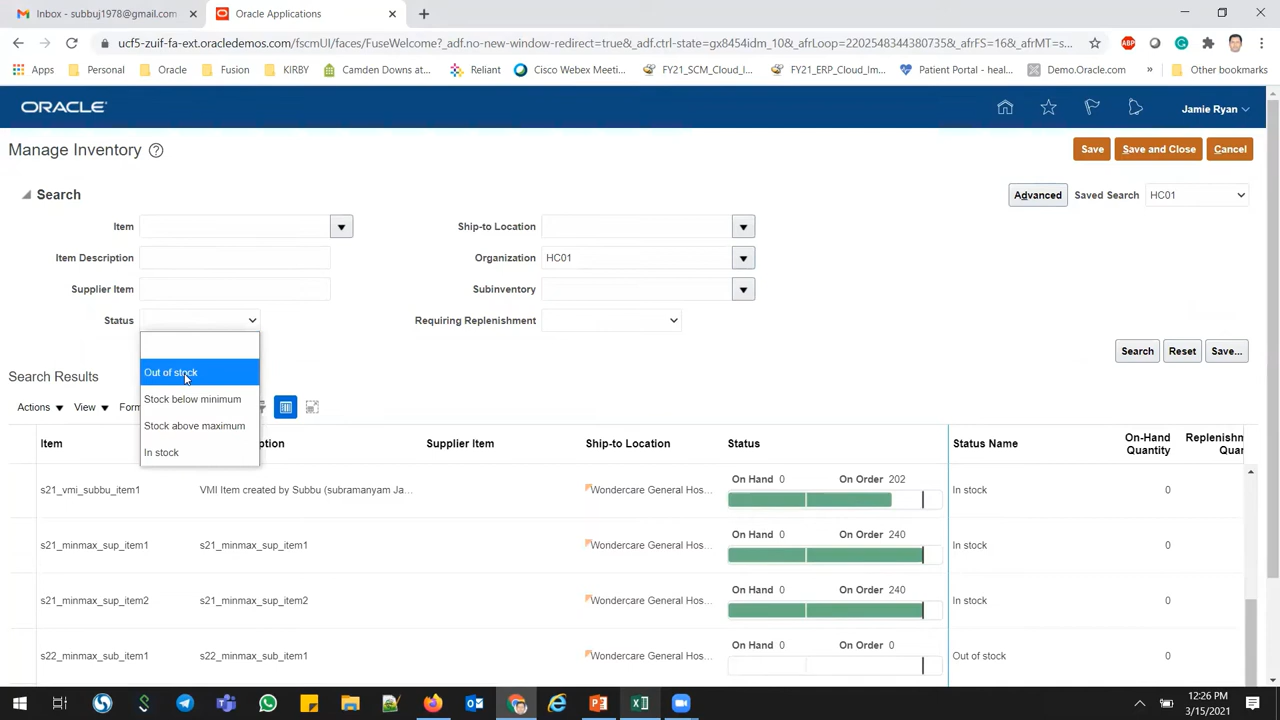 Inbox - subbuj1978@gmail.com
Oracle Applications
ucf5-zuif-fa-ext.oracledemos.com/fscmUI/faces/FuseWelcome?_adf.no-new-window-redirect=true&_adf.ctrl-state=gx8454idm_10&_afrLoop=2202548344380735&_afrFS=16&_afrMT=s...
Apps Personal Oracle Fusion KIRBY Camden Downs at... Reliant Cisco Webex Meeti... FY21_SCM_Cloud_I... FY21_ERP_Cloud_Im... Patient Portal - heal... Demo.Oracle.com » Other bookmarks
ORACLE Jamie Ryan
Manage Inventory ? Save Save and Close Cancel
Search Advanced Saved Search HC01
Item Ship-to Location
Item Description Organization HC01
Supplier Item Subinventory
Status Requiring Replenishment
Search Reset Save...
Out of stock
Stock below minimum
Stock above maximum
In stock
Search Results
Actions View Form
Item ption Supplier Item Ship-to Location Status Status Name On-Hand Quantity Replenishm Quar
s21_vmi_subbu_item1 VMI Item created by Subbu (subramanyam Ja... Wondercare General Hos... On Hand 0 On Order 202 In stock 0
s21_minmax_sup_item1 s21_minmax_sup_item1 Wondercare General Hos... On Hand 0 On Order 240 In stock 0
s21_minmax_sup_item2 s21_minmax_sup_item2 Wondercare General Hos... On Hand 0 On Order 240 In stock 0
s22_minmax_sub_item1 s22_minmax_sub_item1 Wondercare General Hos... On Hand 0 On Order 0 Out of stock 0
12:26 PM
3/15/2021